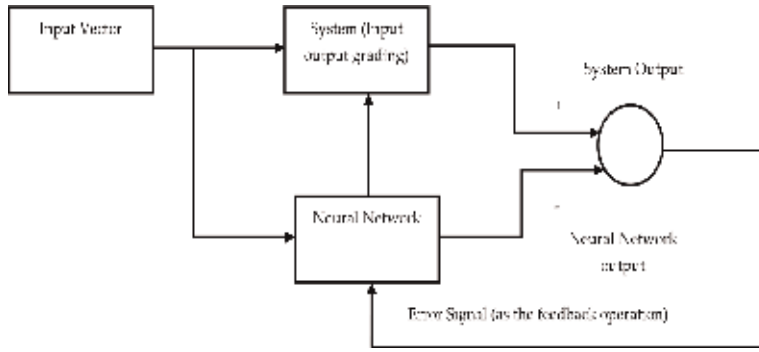 Input Vector
System (Input
output grading)
System Output
+
Neural Network
-
Neural Network
output
Error Signal (as the feedback operation)